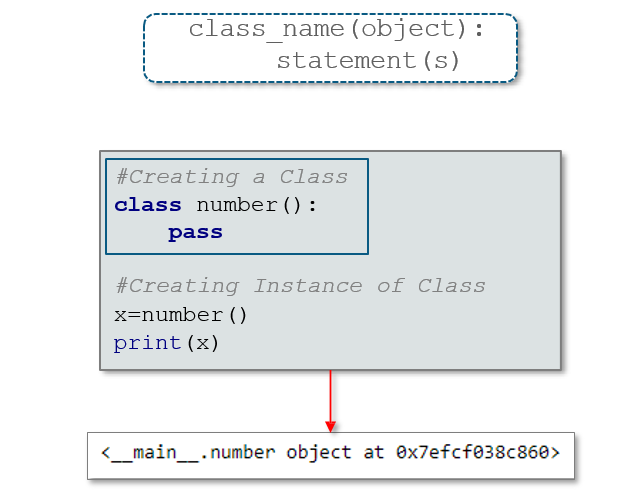 class_name(object):
statement(s)
#Creating a Class
class number():
pass
#Creating Instance of Class
x=number()
print(x)
<__main__.number object at 0x7efcf038c860>